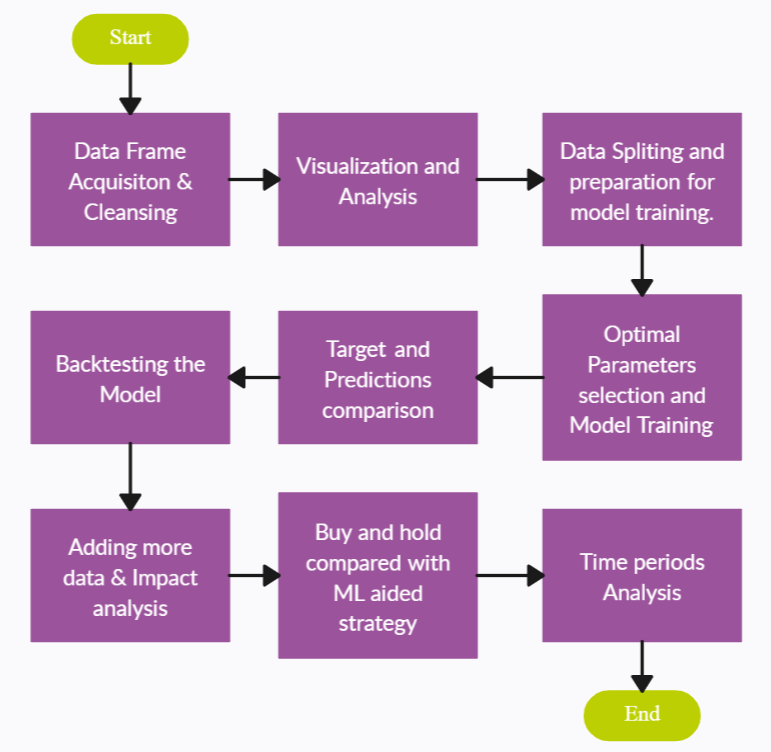 Start
Data Frame
Acquisiton &
Cleansing
Visualization and
Analysis
Data Spliting and
preparation for
model training.
Optimal
Parameters
selection and
Model Training
Target and
Predictions
comparison
Backtesting the
Model
Adding more
data & Impact
analysis
Buy and hold
compared with
ML aided
strategy
Time periods
Analysis
End